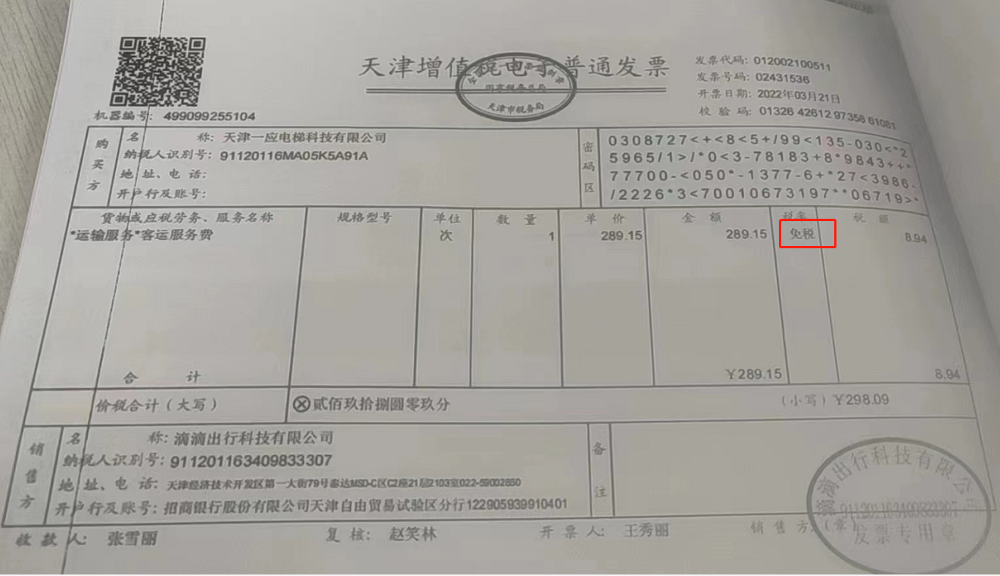 天津增值税电子普通发票
国家税务总局
天津市税务局
发票代码: 012002100511
发票号码: 02431536
开票日期: 2022年03月21日
校 验 码: 01326 42612 97358 61081
机器编号: 499099255104
购买方
名 称: 天津一应电梯科技有限公司
纳税人识别号: 91120116MA05K5A91A
地 址、电 话:
开户行及账号:
密码区
0308727<+<8<5+/99<135-030<*2
5965/1>/*0<3-78183+8*9843+++*
77700-<050*-1377-6+*27<3986-
/2226*3<70010673197**06719>*
货物或应税劳务、服务名称 规格型号 单位 数 量 单 价 金 额 税率 税 额
*运输服务*客运服务费 次 1 289.15 289.15 免税 8.94
合 计 ¥289.15 8.94
价税合计(大写) ⊗贰佰玖拾捌圆零玖分 (小写)¥298.09
销售方
名 称: 滴滴出行科技有限公司
纳税人识别号: 911201163409833307
地 址、电 话: 天津经济技术开发区第一大街79号泰达MSD-C区C2座21层2103室022-59002850
开户行及账号: 招商银行股份有限公司天津自由贸易试验区分行122905939910401
备注
收 款 人: 张雪丽 复 核: 赵笑林 开 票 人: 王秀丽 销 售 方:(章)
滴滴出行科技有限公司
911201163409833307
发票专用章